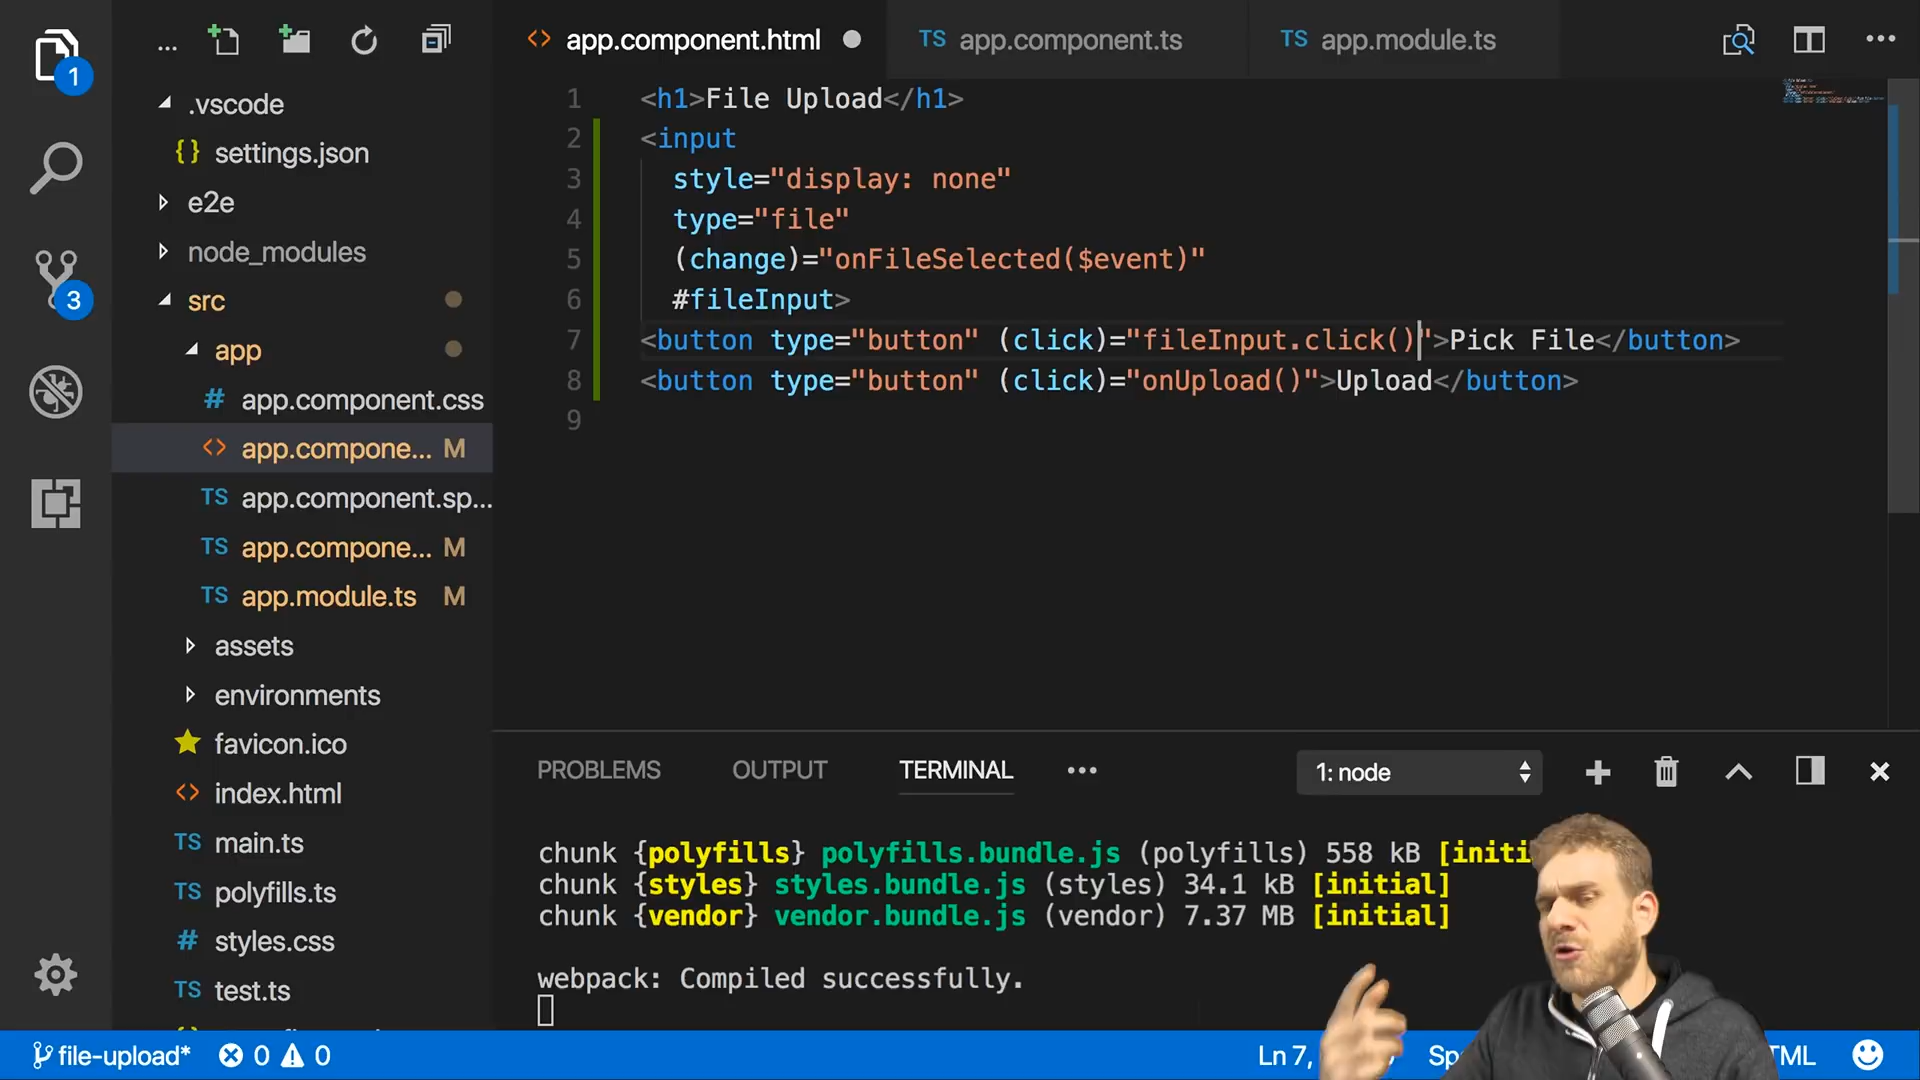 1
...
<> app.component.html
TS app.component.ts
TS app.module.ts
...
.vscode
{} settings.json
e2e
node_modules
src
app
# app.component.css
<> app.compone... M
TS app.component.sp...
TS app.compone... M
TS app.module.ts M
assets
environments
favicon.ico
<> index.html
TS main.ts
TS polyfills.ts
# styles.css
TS test.ts
3
1 <h1>File Upload</h1>
2 <input
3 style="display: none"
4 type="file"
5 (change)="onFileSelected($event)"
6 #fileInput>
7 <button type="button" (click)="fileInput.click()">Pick File</button>
8 <button type="button" (click)="onUpload()">Upload</button>
9
PROBLEMS OUTPUT TERMINAL ... 1: node
chunk {polyfills} polyfills.bundle.js (polyfills) 558 kB [initi
chunk {styles} styles.bundle.js (styles) 34.1 kB [initial]
chunk {vendor} vendor.bundle.js (vendor) 7.37 MB [initial]
webpack: Compiled successfully.
file-upload* 0 0 Ln 7, Sp TML